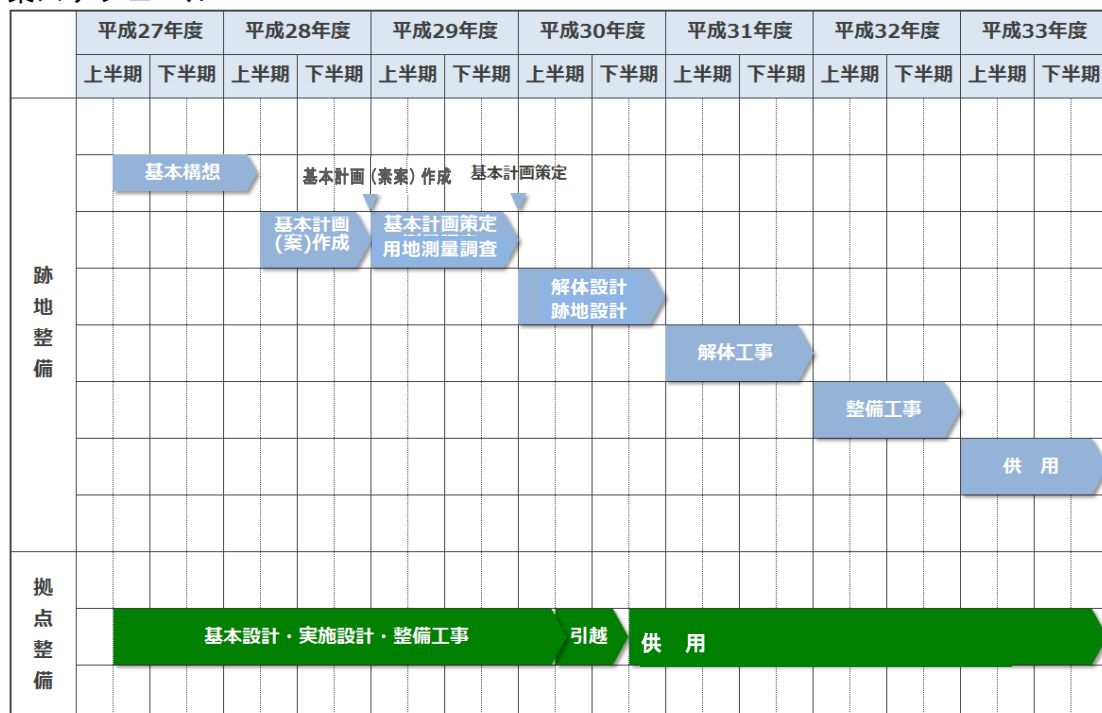 平成27年度 平成28年度 平成29年度 平成30年度 平成31年度 平成32年度 平成33年度
上半期 下半期 上半期 下半期 上半期 下半期 上半期 下半期 上半期 下半期 上半期 下半期 上半期 下半期
跡地整備
基本構想
基本計画(素案)作成 基本計画策定
基本計画
(案)作成
基本計画策定
用地測量調査
解体設計
跡地設計
解体工事
整備工事
供 用
拠点整備
基本設計・実施設計・整備工事 引越 供 用